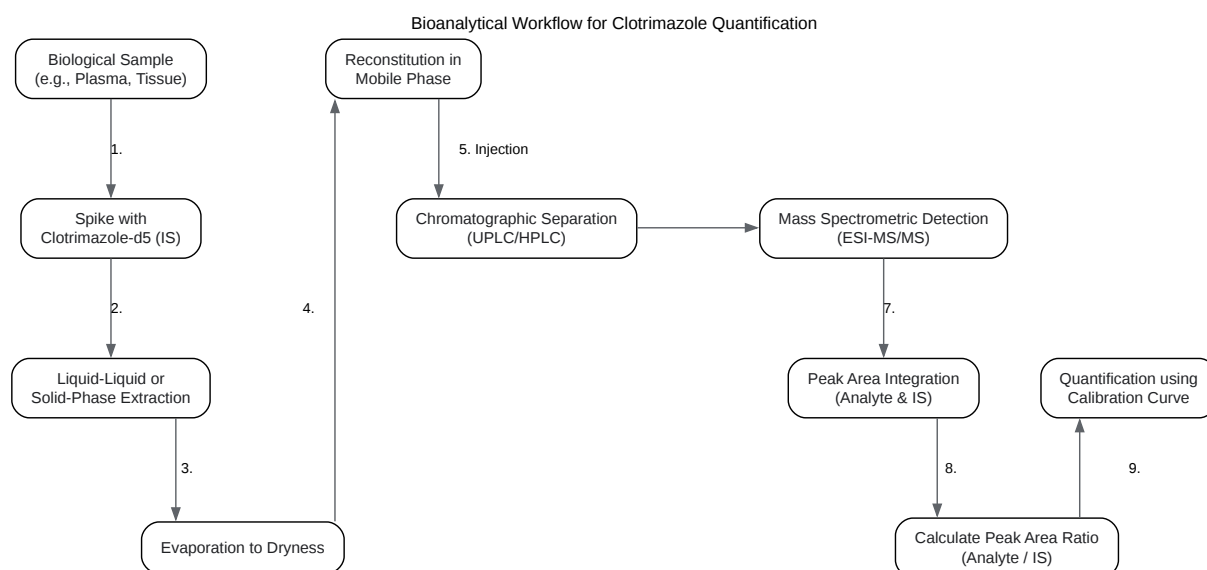 Bioanalytical Workflow for Clotrimazole Quantification
Biological Sample
(e.g., Plasma, Tissue)
1.
Spike with
Clotrimazole-d5 (IS)
2.
Liquid-Liquid or
Solid-Phase Extraction
3.
Evaporation to Dryness
4.
Reconstitution in
Mobile Phase
5. Injection
Chromatographic Separation
(UPLC/HPLC)
Mass Spectrometric Detection
(ESI-MS/MS)
7.
Peak Area Integration
(Analyte & IS)
8.
Calculate Peak Area Ratio
(Analyte / IS)
9.
Quantification using
Calibration Curve